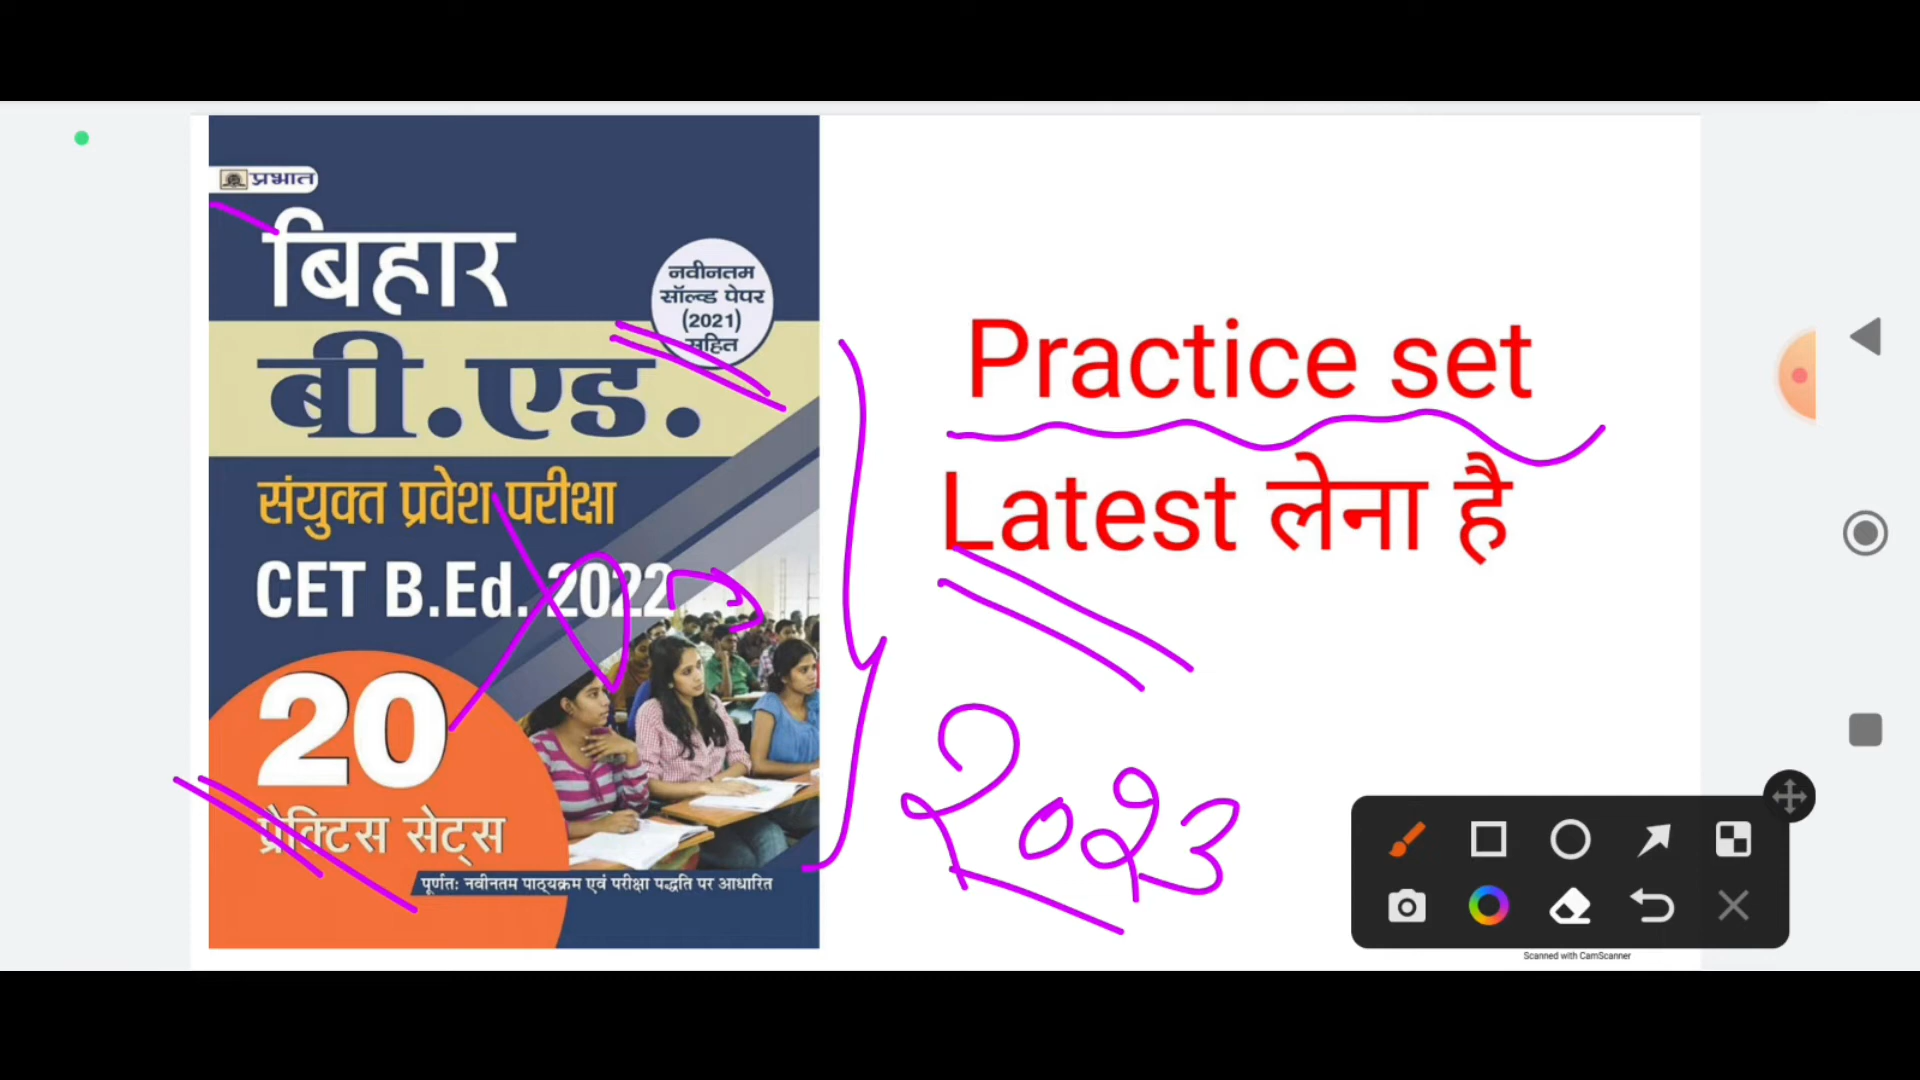 प्रभात
बिहार
नवीनतम
सॉल्व्ड पेपर
(2021)
सहित
बी.एड.
संयुक्त प्रवेश परीक्षा
CET B.Ed. 2022
20
प्रैक्टिस सेट्स
पूर्णतः नवीनतम पाठ्यक्रम एवं परीक्षा पद्धति पर आधारित
Practice set
Latest लेना है
2023
Scanned with CamScanner